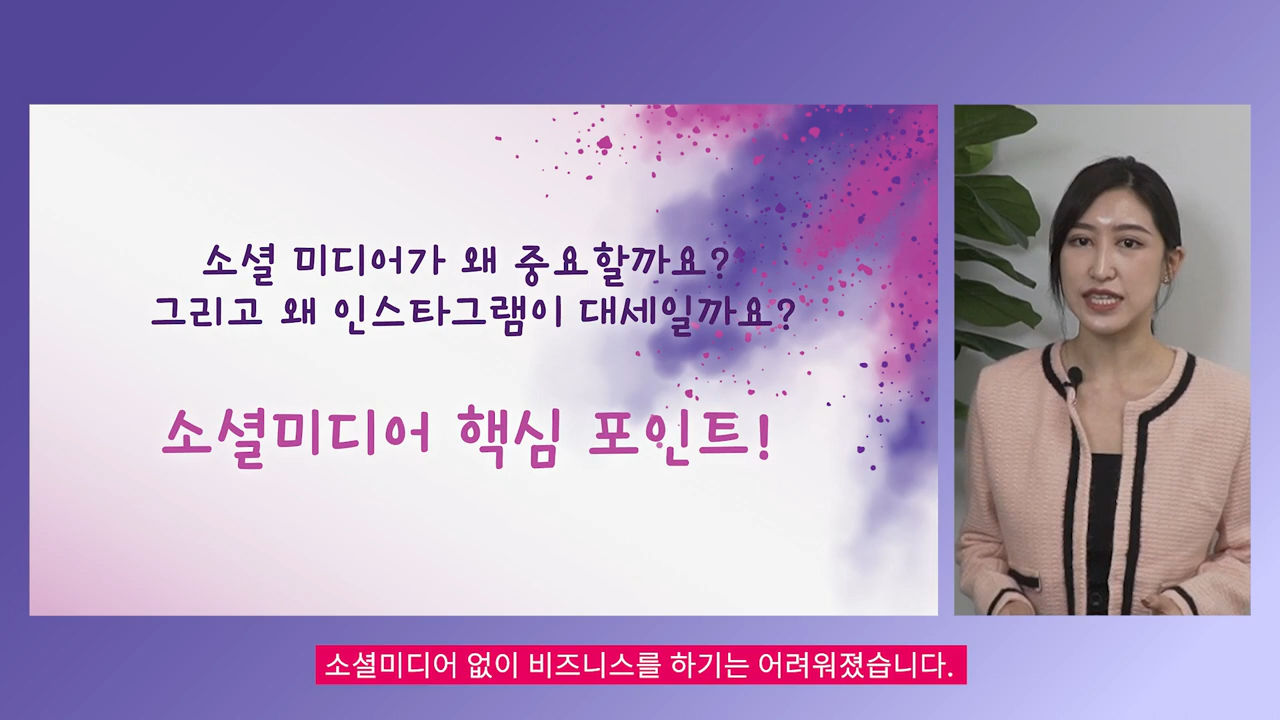 소셜 미디어가 왜 중요할까요?
그리고 왜 인스타그램이 대세일까요?
소셜미디어 핵심 포인트!
소셜미디어 없이 비즈니스를 하기는 어려워졌습니다.